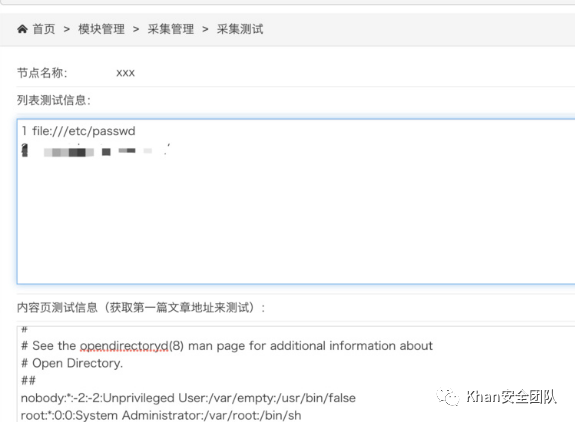 首页 > 模块管理 > 采集管理 > 采集测试
节点名称: xxx
列表测试信息:
1 file:///etc/passwd
内容页测试信息（获取第一篇文章地址来测试）:
#
# See the opendirectoryd(8) man page for additional information about
# Open Directory.
##
nobody:*:-2:-2:Unprivileged User:/var/empty:/usr/bin/false
root:*:0:0:System Administrator:/var/root:/bin/sh
Khan安全团队